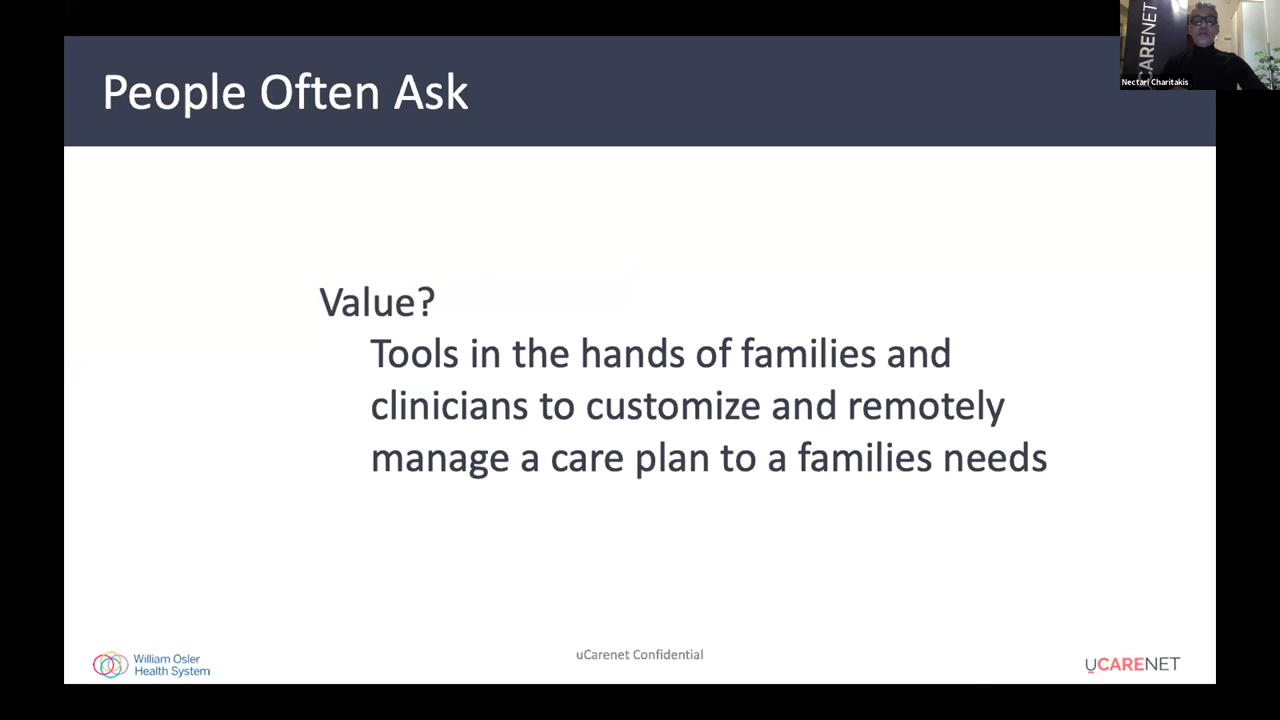 People Often Ask
CARENET
Nectari Charitakis
Value?
Tools in the hands of families and
clinicians to customize and remotely
manage a care plan to a families needs
William Osler
Health System
uCarenet Confidential
uCARENET